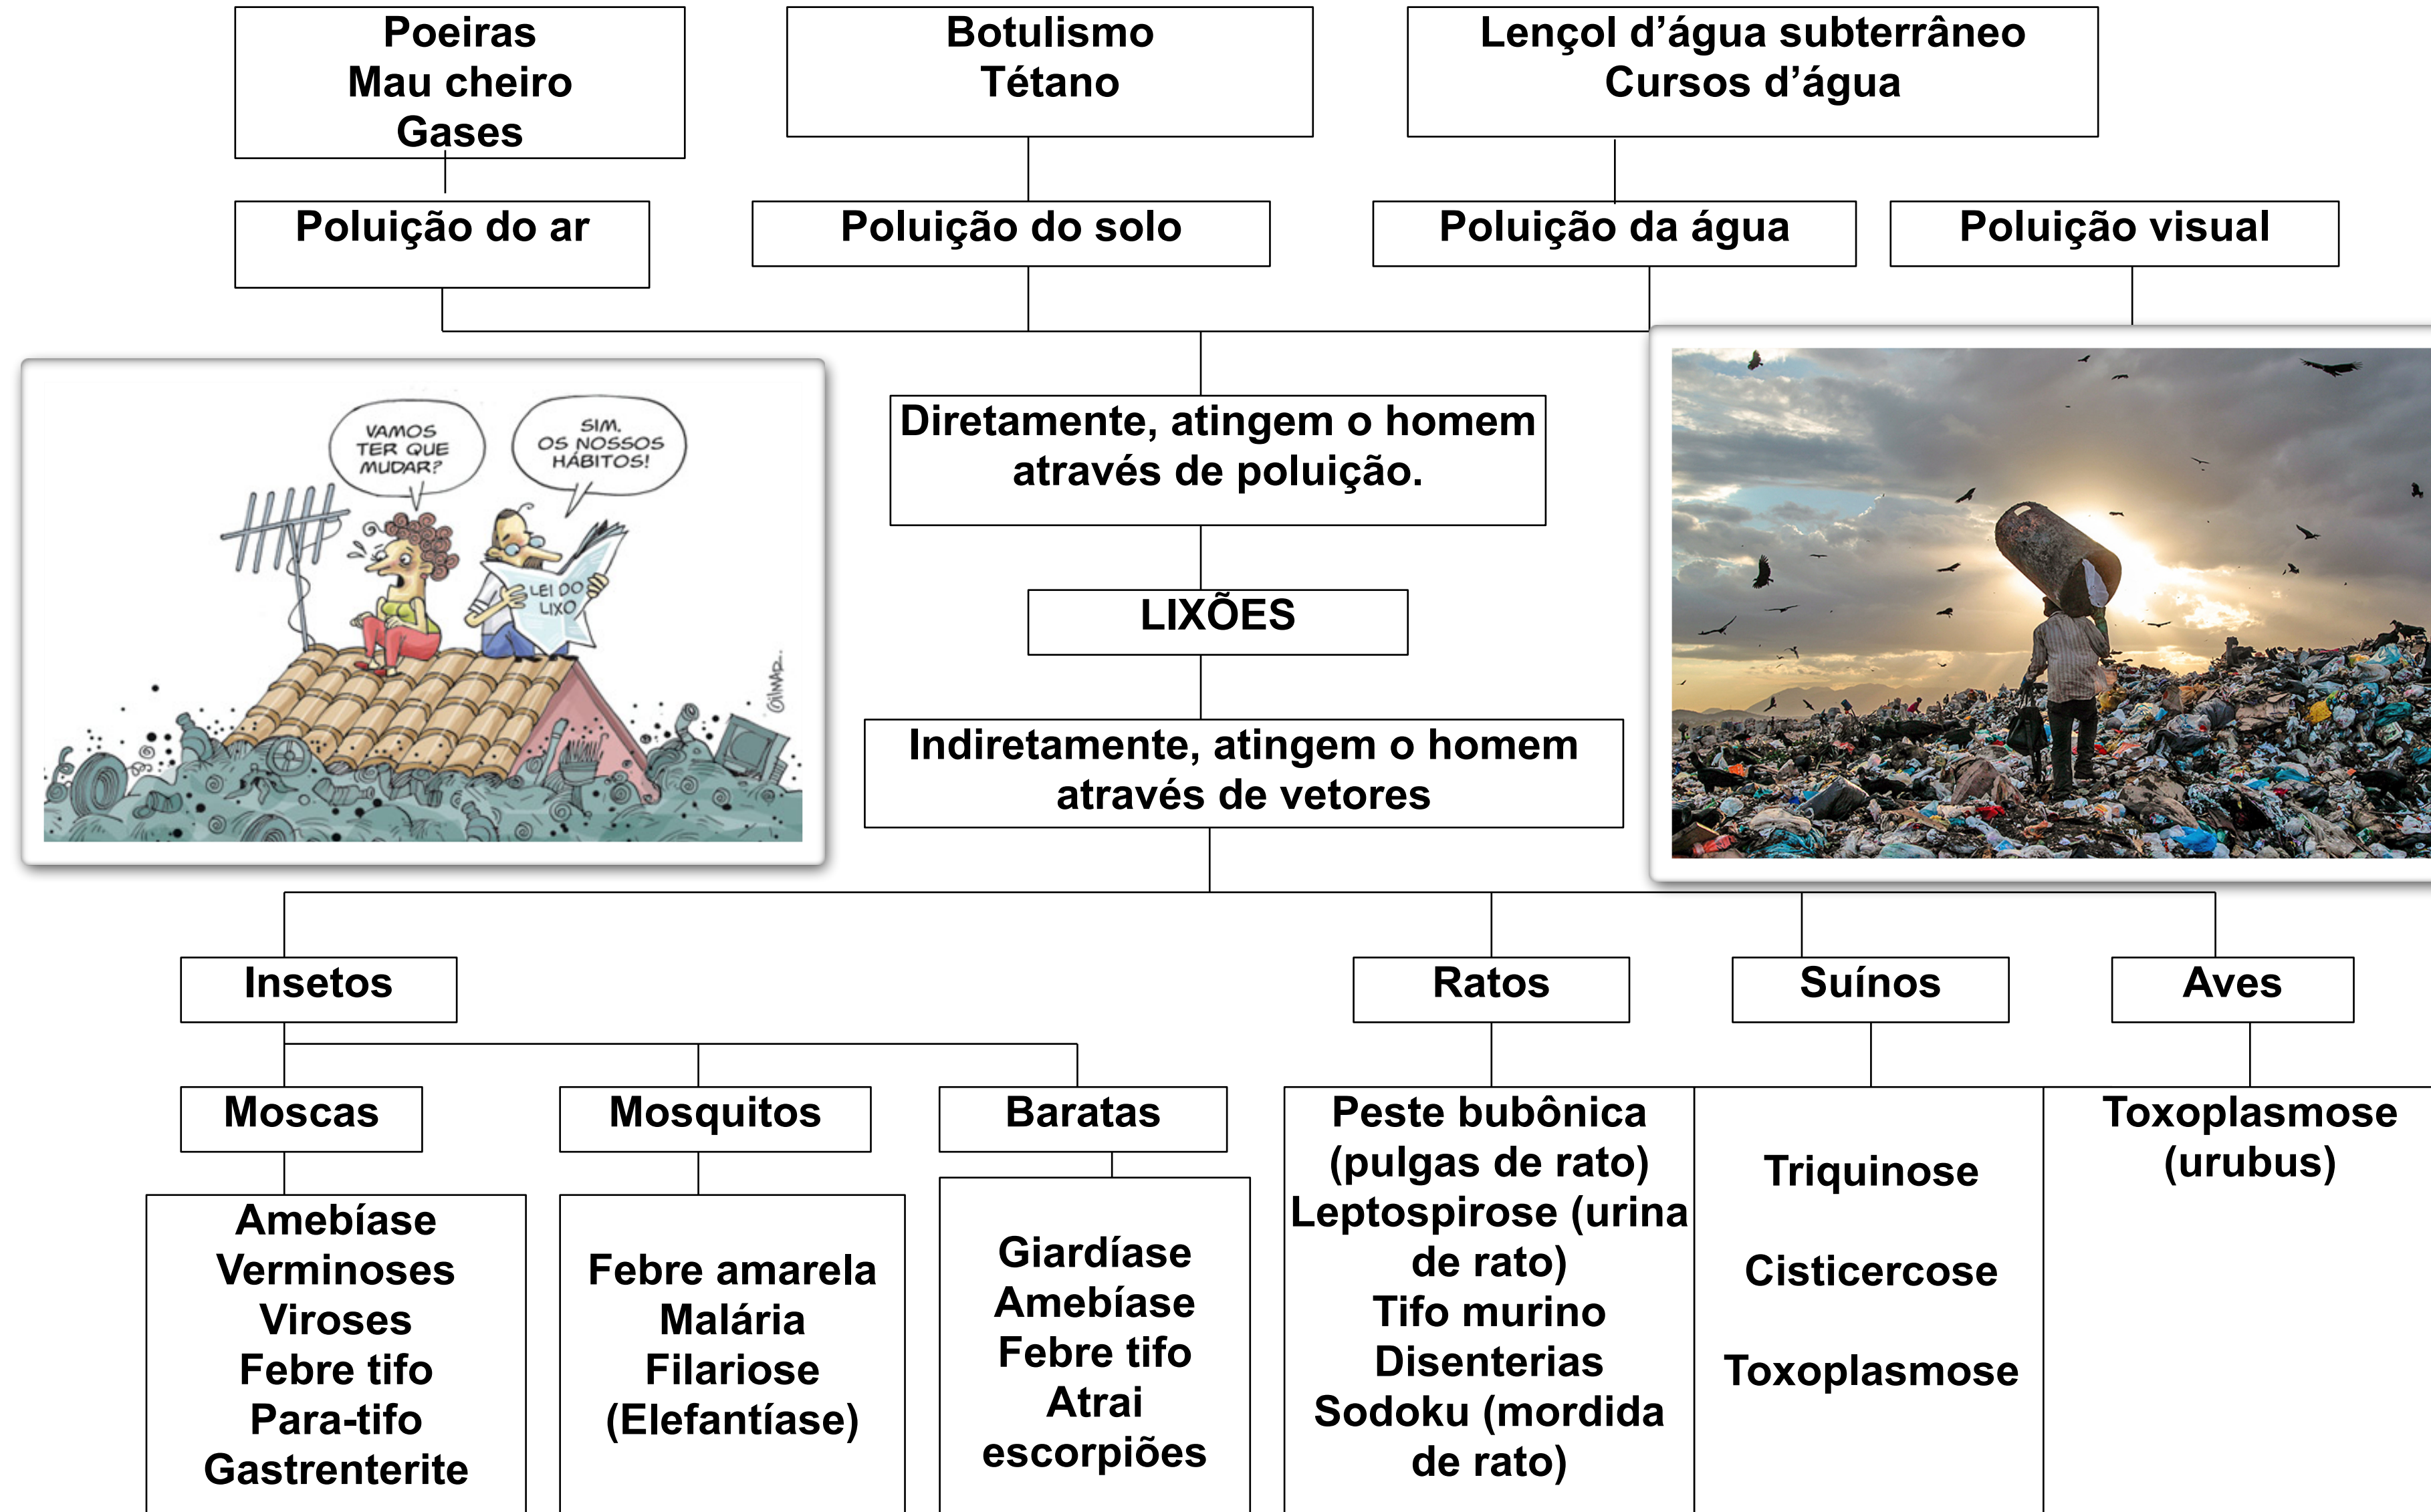 Poeiras
Mau cheiro
Gases
Botulismo
Tétano
Lençol d’água subterrâneo
Cursos d’água
Poluição do ar
Poluição do solo
Poluição da água
Poluição visual
VAMOS
TER QUE
MUDAR?
SIM,
OS NOSSOS
HÁBITOS!
LEI DO
LIXO
GILMAR.
Diretamente, atingem o homem
através de poluição.
LIXÕES
Indiretamente, atingem o homem
através de vetores
Insetos
Ratos
Suínos
Aves
Moscas
Mosquitos
Baratas
Amebíase
Verminoses
Viroses
Febre tifo
Para-tifo
Gastrenterite
Febre amarela
Malária
Filariose
(Elefantíase)
Giardíase
Amebíase
Febre tifo
Atrai
escorpiões
Peste bubônica
(pulgas de rato)
Leptospirose (urina
de rato)
Tifo murino
Disenterias
Sodoku (mordida
de rato)
Triquinose
Cisticercose
Toxoplasmose
Toxoplasmose
(urubus)